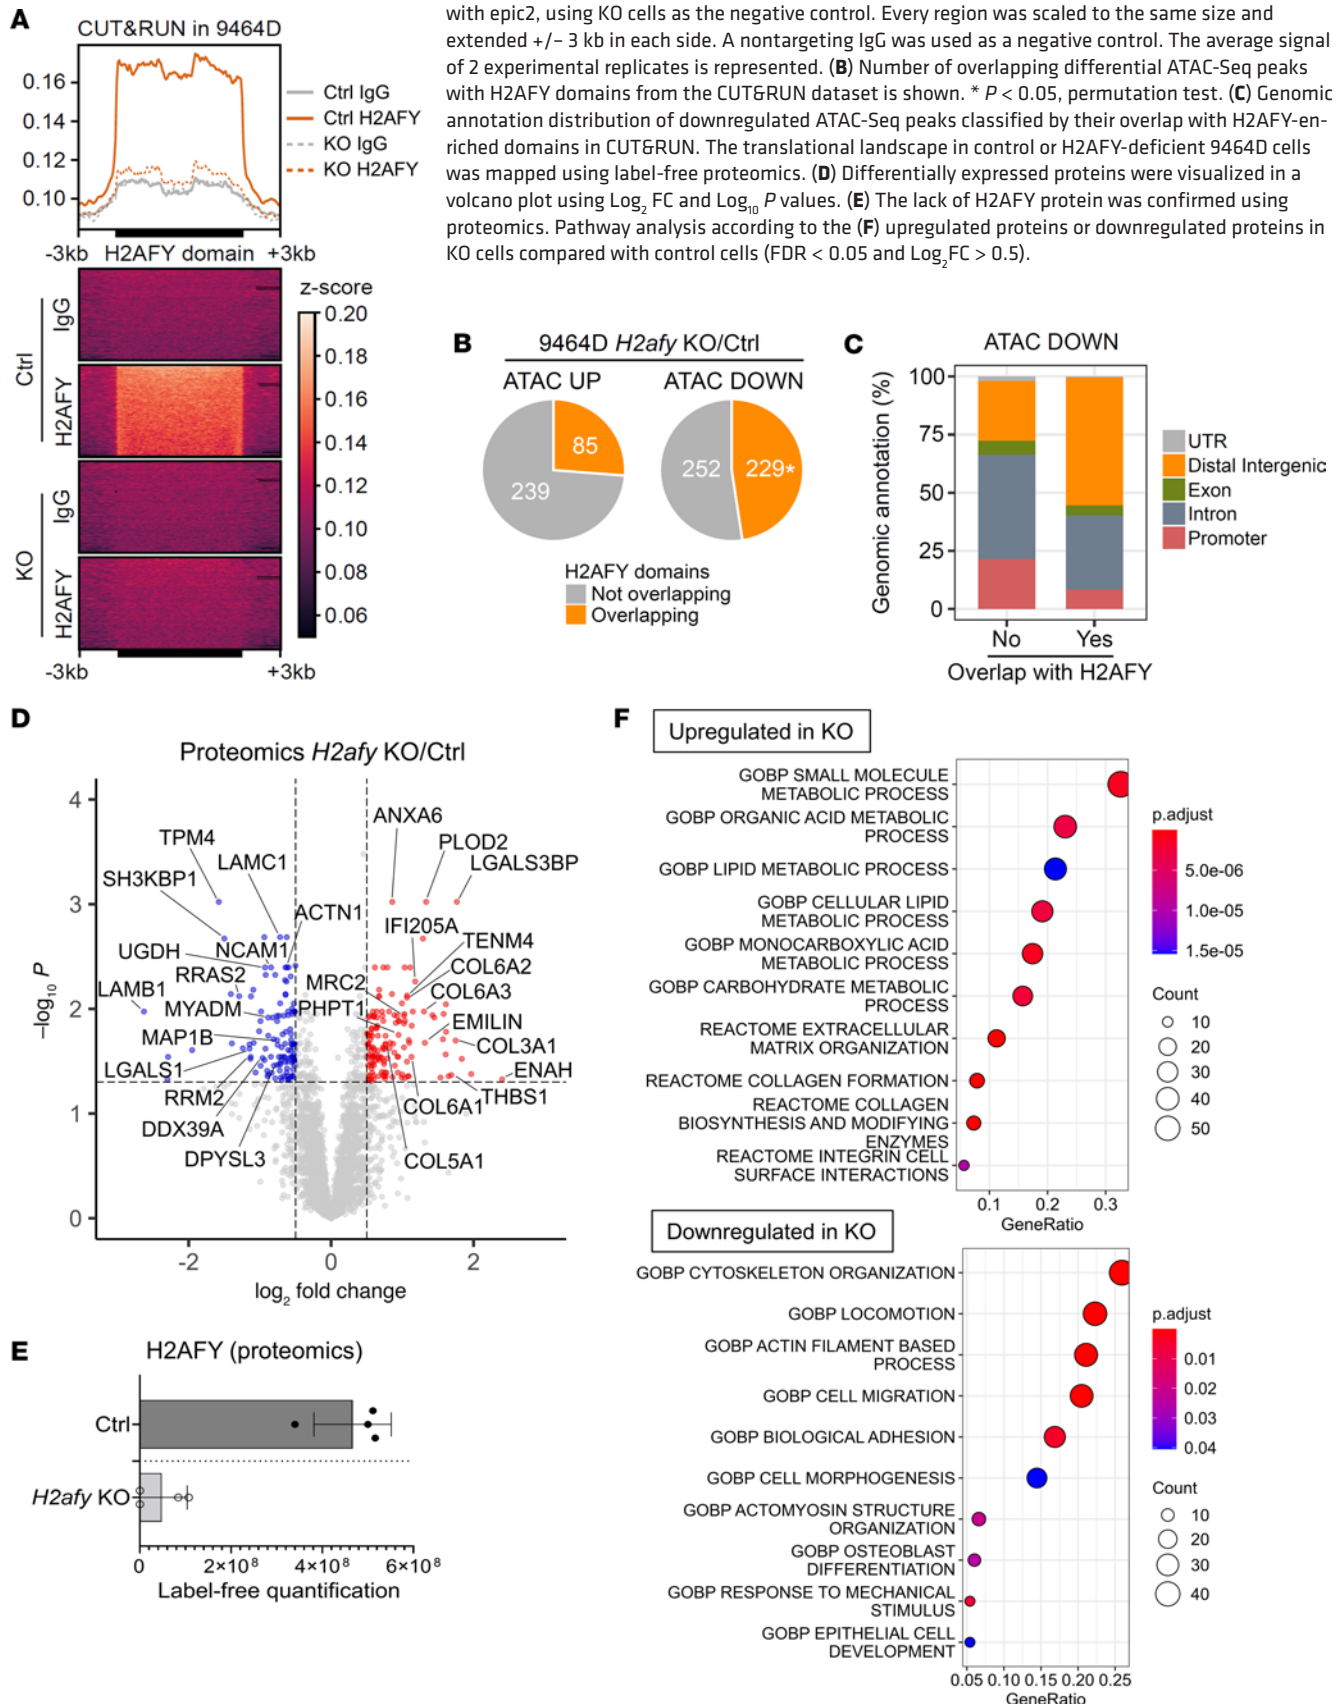 with epic2, using KO cells as the negative control. Every region was scaled to the same size and
extended +/− 3 kb in each side. A nontargeting IgG was used as a negative control. The average signal
of 2 experimental replicates is represented. (B) Number of overlapping differential ATAC-Seq peaks
with H2AFY domains from the CUT&RUN dataset is shown. * P < 0.05, permutation test. (C) Genomic
annotation distribution of downregulated ATAC-Seq peaks classified by their overlap with H2AFY-en-
riched domains in CUT&RUN. The translational landscape in control or H2AFY-deficient 9464D cells
was mapped using label-free proteomics. (D) Differentially expressed proteins were visualized in a
volcano plot using Log2 FC and Log10 P values. (E) The lack of H2AFY protein was confirmed using
proteomics. Pathway analysis according to the (F) upregulated proteins or downregulated proteins in
KO cells compared with control cells (FDR < 0.05 and Log2FC > 0.5).
A
CUT&RUN in 9464D
0.16
0.14
0.12
0.10
Ctrl IgG
Ctrl H2AFY
KO IgG
KO H2AFY
-3kb H2AFY domain +3kb
Ctrl
IgG
H2AFY
KO
IgG
H2AFY
-3kb +3kb
z-score
0.20
0.18
0.16
0.14
0.12
0.10
0.08
0.06
B
9464D H2afy KO/Ctrl
ATAC UP ATAC DOWN
85
239
252 229*
H2AFY domains
Not overlapping
Overlapping
C
ATAC DOWN
Genomic annotation (%)
100
75
50
25
0
No Yes
Overlap with H2AFY
UTR
Distal Intergenic
Exon
Intron
Promoter
D
Proteomics H2afy KO/Ctrl
−log10 P
4
3
2
1
0
-2 0 2
log2 fold change
TPM4
LAMC1
SH3KBP1
ACTN1
UGDH
NCAM1
RRAS2
LAMB1
MYADM
MAP1B
LGALS1
RRM2
DDX39A
DPYSL3
ANXA6
PLOD2
LGALS3BP
IFI205A
TENM4
COL6A2
MRC2
COL6A3
PHPT1
EMILIN
COL3A1
ENAH
THBS1
COL6A1
COL5A1
E
H2AFY (proteomics)
Ctrl
H2afy KO
0 2×10⁸ 4×10⁸ 6×10⁸
Label-free quantification
F
Upregulated in KO
GOBP SMALL MOLECULE
METABOLIC PROCESS
GOBP ORGANIC ACID METABOLIC
PROCESS
GOBP LIPID METABOLIC PROCESS
GOBP CELLULAR LIPID
METABOLIC PROCESS
GOBP MONOCARBOXYLIC ACID
METABOLIC PROCESS
GOBP CARBOHYDRATE METABOLIC
PROCESS
REACTOME EXTRACELLULAR
MATRIX ORGANIZATION
REACTOME COLLAGEN FORMATION
REACTOME COLLAGEN
BIOSYNTHESIS AND MODIFYING
ENZYMES
REACTOME INTEGRIN CELL
SURFACE INTERACTIONS
0.1 0.2 0.3
GeneRatio
p.adjust
5.0e-06
1.0e-05
1.5e-05
Count
10
20
30
40
50
Downregulated in KO
GOBP CYTOSKELETON ORGANIZATION
GOBP LOCOMOTION
GOBP ACTIN FILAMENT BASED
PROCESS
GOBP CELL MIGRATION
GOBP BIOLOGICAL ADHESION
GOBP CELL MORPHOGENESIS
GOBP ACTOMYOSIN STRUCTURE
ORGANIZATION
GOBP OSTEOBLAST
DIFFERENTIATION
GOBP RESPONSE TO MECHANICAL
STIMULUS
GOBP EPITHELIAL CELL
DEVELOPMENT
0.05 0.10 0.15 0.20 0.25
GeneRatio
p.adjust
0.01
0.02
0.03
0.04
Count
10
20
30
40